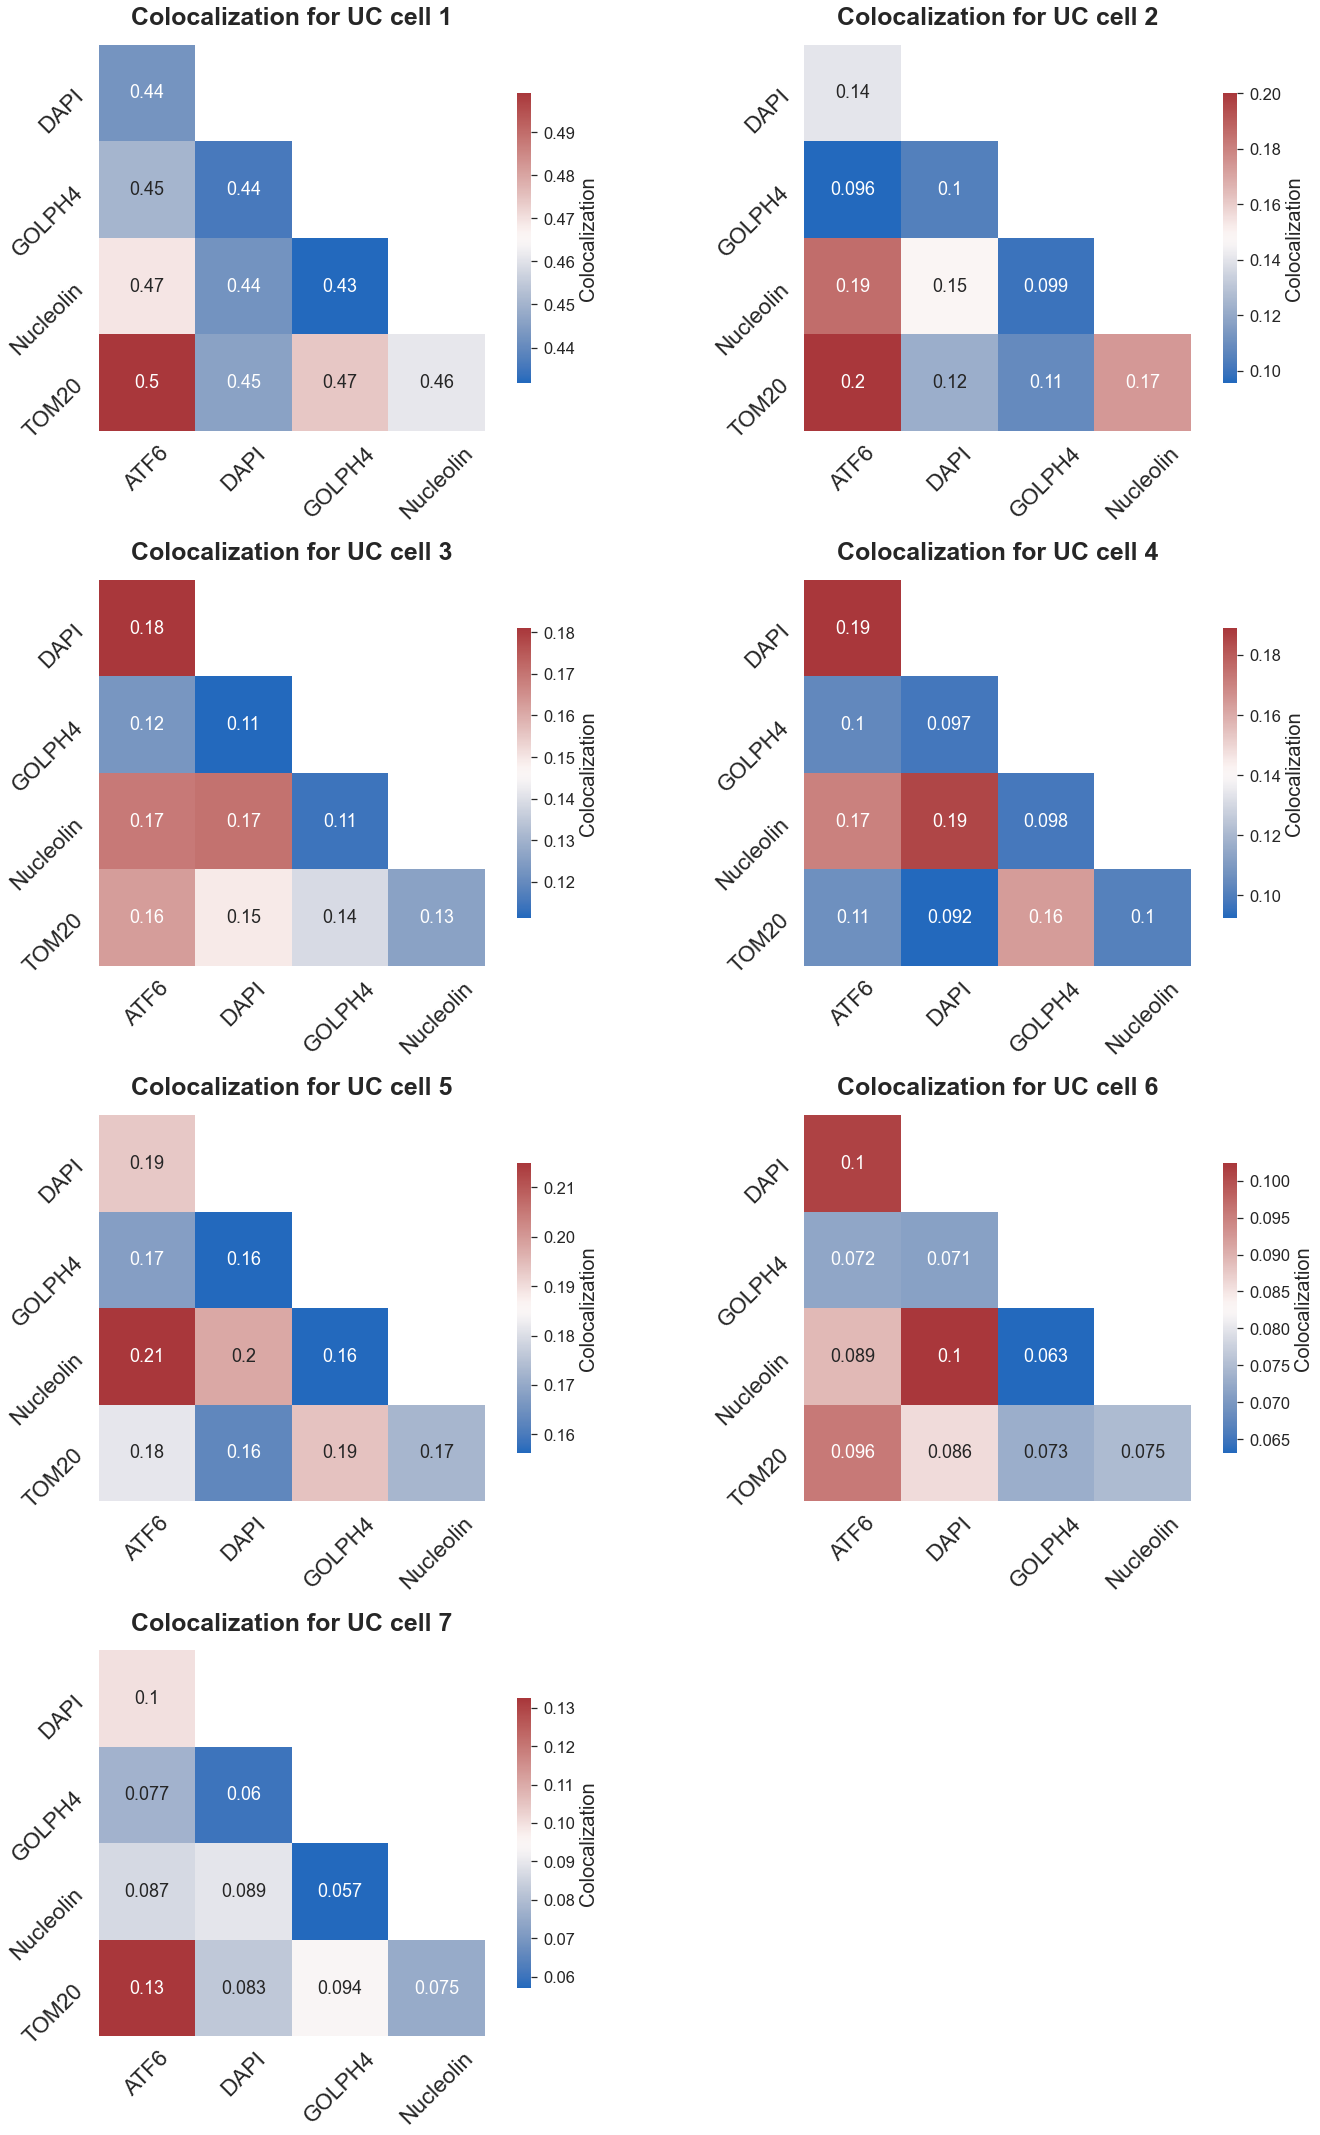 Colocalization for UC cell 1
DAPI
GOLPH4
Nucleolin
TOM20
0.44
0.45 0.44
0.47 0.44 0.43
0.5 0.45 0.47 0.46
ATF6 DAPI GOLPH4 Nucleolin
0.49
0.48
0.47
0.46
0.45
0.44
Colocalization
Colocalization for UC cell 2
DAPI
GOLPH4
Nucleolin
TOM20
0.14
0.096 0.1
0.19 0.15 0.099
0.2 0.12 0.11 0.17
ATF6 DAPI GOLPH4 Nucleolin
0.20
0.18
0.16
0.14
0.12
0.10
Colocalization
Colocalization for UC cell 3
DAPI
GOLPH4
Nucleolin
TOM20
0.18
0.12 0.11
0.17 0.17 0.11
0.16 0.15 0.14 0.13
ATF6 DAPI GOLPH4 Nucleolin
0.18
0.17
0.16
0.15
0.14
0.13
0.12
Colocalization
Colocalization for UC cell 4
DAPI
GOLPH4
Nucleolin
TOM20
0.19
0.1 0.097
0.17 0.19 0.098
0.11 0.092 0.16 0.1
ATF6 DAPI GOLPH4 Nucleolin
0.18
0.16
0.14
0.12
0.10
Colocalization
Colocalization for UC cell 5
DAPI
GOLPH4
Nucleolin
TOM20
0.19
0.17 0.16
0.21 0.2 0.16
0.18 0.16 0.19 0.17
ATF6 DAPI GOLPH4 Nucleolin
0.21
0.20
0.19
0.18
0.17
0.16
Colocalization
Colocalization for UC cell 6
DAPI
GOLPH4
Nucleolin
TOM20
0.1
0.072 0.071
0.089 0.1 0.063
0.096 0.086 0.073 0.075
ATF6 DAPI GOLPH4 Nucleolin
0.100
0.095
0.090
0.085
0.080
0.075
0.070
0.065
Colocalization
Colocalization for UC cell 7
DAPI
GOLPH4
Nucleolin
TOM20
0.1
0.077 0.06
0.087 0.089 0.057
0.13 0.083 0.094 0.075
ATF6 DAPI GOLPH4 Nucleolin
0.13
0.12
0.11
0.10
0.09
0.08
0.07
0.06
Colocalization